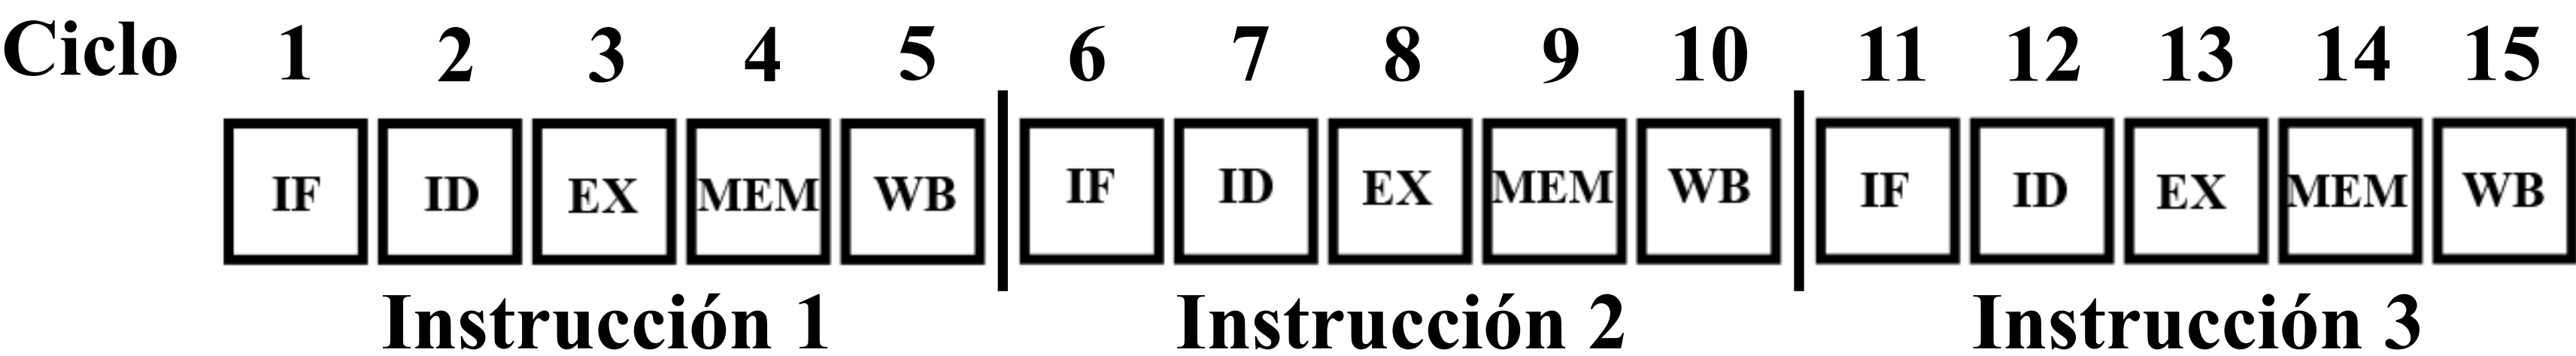 Ciclo 1 2 3 4 5 6 7 8 9 10 11 12 13 14 15
IF ID EX MEM WB IF ID EX MEM WB IF ID EX MEM WB
Instrucción 1 Instrucción 2 Instrucción 3